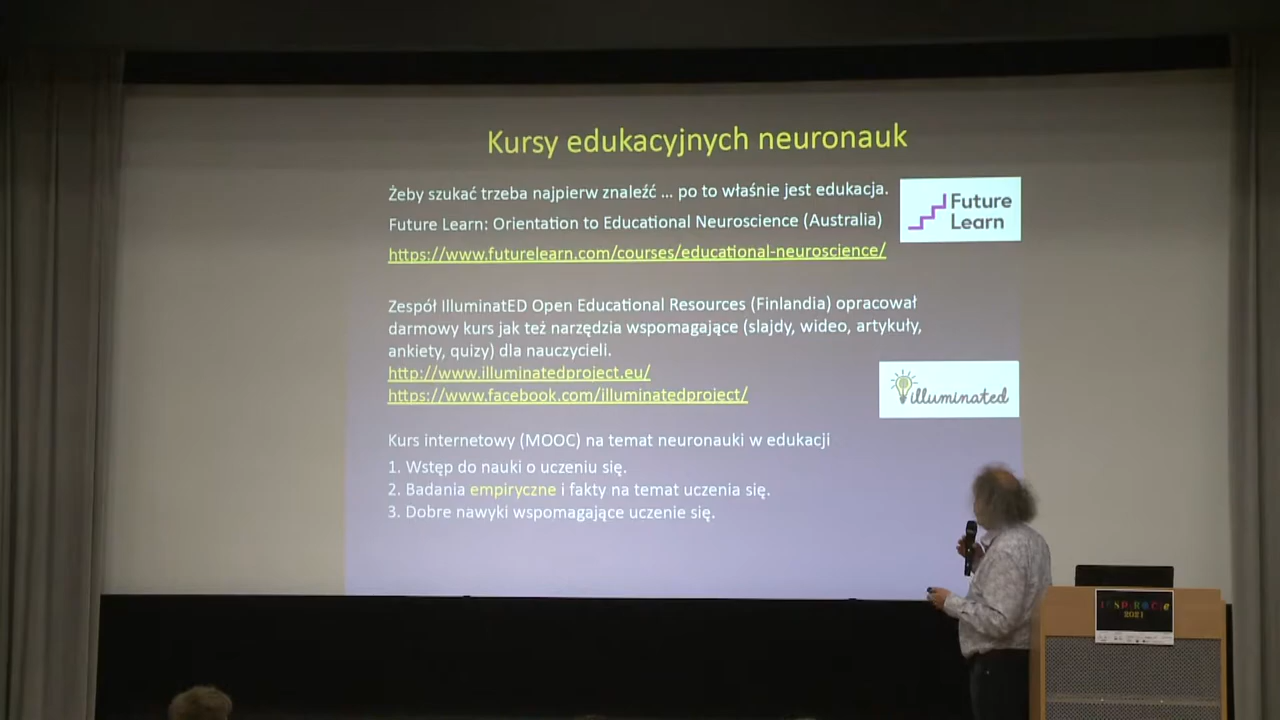 Kursy edukacyjnych neuronauk
Żeby szukać trzeba najpierw znaleźć ... po to właśnie jest edukacja.
Future Learn: Orientation to Educational Neuroscience (Australia)
https://www.futurelearn.com/courses/educational-neuroscience/
Future
Learn
Zespół IlluminatED Open Educational Resources (Finlandia) opracował
darmowy kurs jak też narzędzia wspomagające (slajdy, wideo, artykuły,
ankiety, quizy) dla nauczycieli.
http://www.illuminatedproject.eu/
https://www.facebook.com/illuminatedproject/
illuminated
Kurs internetowy (MOOC) na temat neuronauki w edukacji
1. Wstęp do nauki o uczeniu się.
2. Badania empiryczne i fakty na temat uczenia się.
3. Dobre nawyki wspomagające uczenie się.
INSPIRACJE
2021